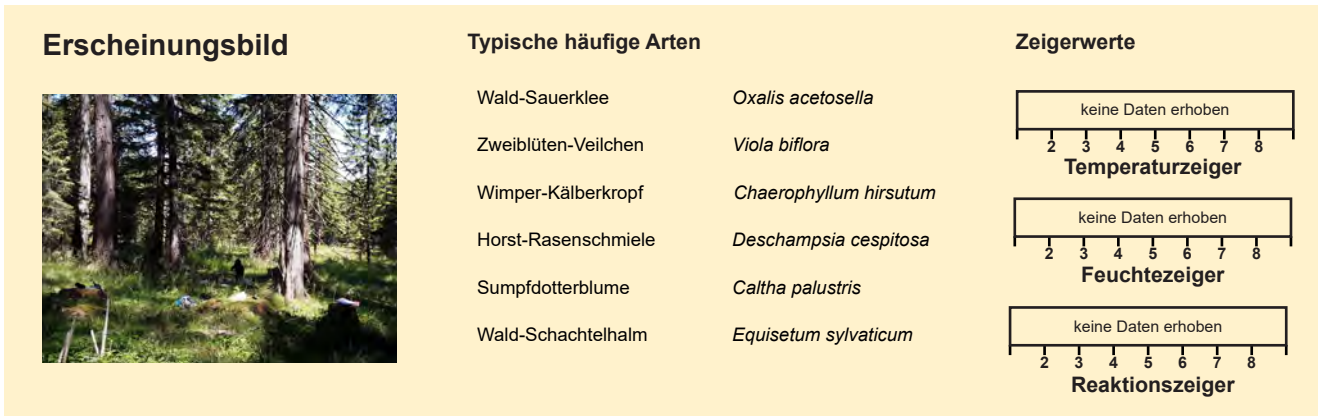 Erscheinungsbild
Typische häufige Arten
Wald-Sauerklee Oxalis acetosella
Zweiblüten-Veilchen Viola biflora
Wimper-Kälberkropf Chaerophyllum hirsutum
Horst-Rasenschmiele Deschampsia cespitosa
Sumpfdotterblume Caltha palustris
Wald-Schachtelhalm Equisetum sylvaticum
Zeigerwerte
keine Daten erhoben
2 3 4 5 6 7 8
Temperaturzeiger
keine Daten erhoben
2 3 4 5 6 7 8
Feuchtezeiger
keine Daten erhoben
2 3 4 5 6 7 8
Reaktionszeiger